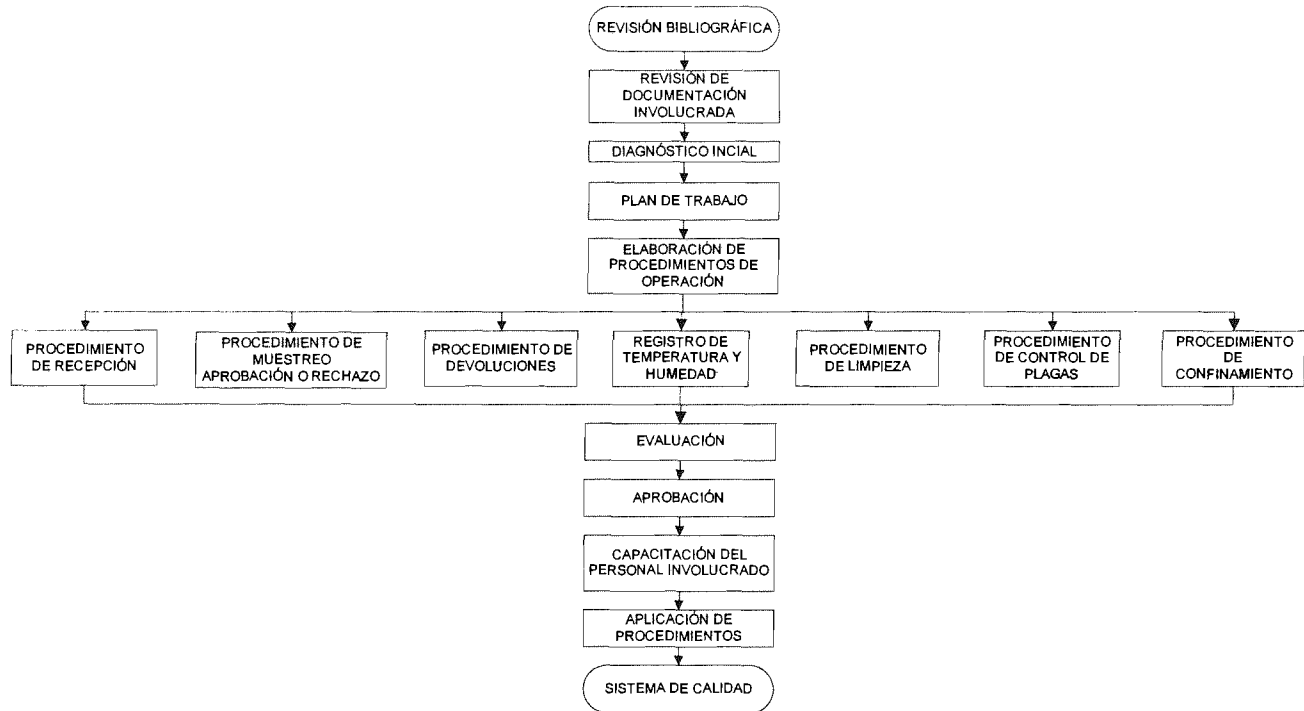 REVISIÓN BIBLIOGRÁFICA
REVISIÓN DE
DOCUMENTACIÓN
INVOLUCRADA
DIAGNÓSTICO INCIAL
PLAN DE TRABAJO
ELABORACIÓN DE
PROCEDIMIENTOS DE
OPERACIÓN
PROCEDIMIENTO
DE RECEPCIÓN
PROCEDIMIENTO DE
MUESTREO
APROBACIÓN O RECHAZO
PROCEDIMIENTO DE
DEVOLUCIONES
REGISTRO DE
TEMPERATURA Y
HUMEDAD
PROCEDIMIENTO
DE LIMPIEZA
PROCEDIMIENTO
DE CONTROL DE
PLAGAS
PROCEDIMIENTO
DE
CONFINAMIENTO
EVALUACIÓN
APROBACIÓN
CAPACITACIÓN DEL
PERSONAL INVOLUCRADO
APLICACIÓN DE
PROCEDIMIENTOS
SISTEMA DE CALIDAD